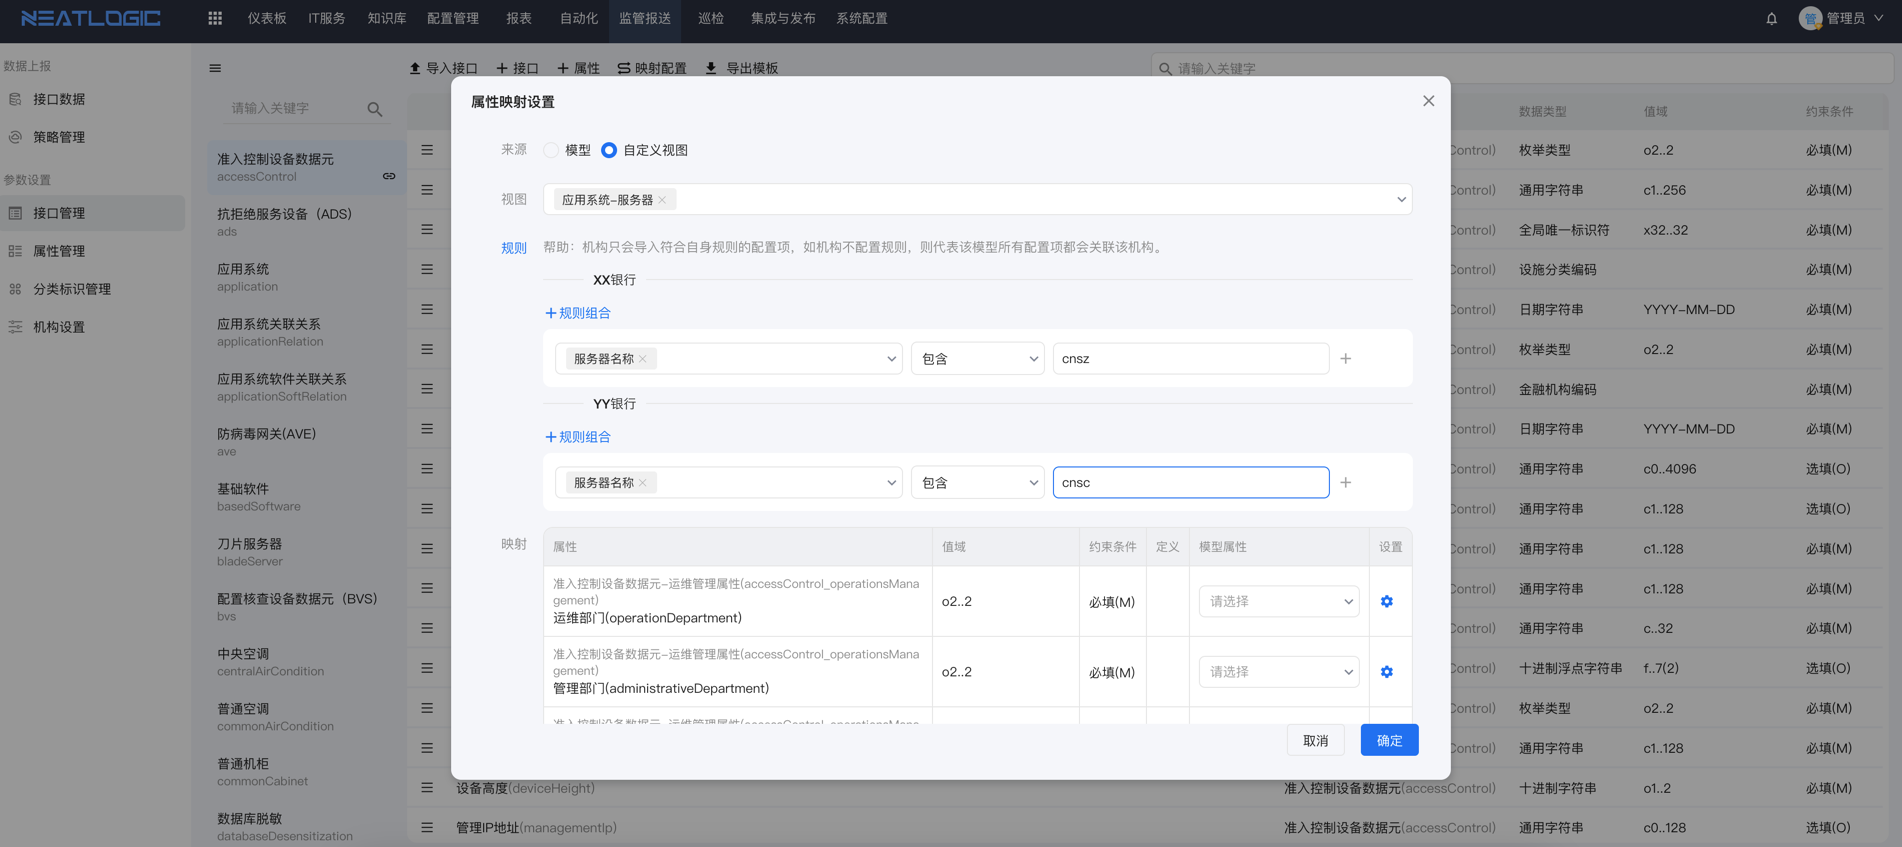 NEATLOGIC
仪表板 IT服务 知识库 配置管理 报表 自动化 监管报送 巡检 集成与发布 系统配置
管 管理员
数据上报
接口数据
策略管理
参数设置
接口管理
属性管理
分类标识管理
机构设置
请输入关键字
准入控制设备数据元
accessControl
抗拒绝服务设备（ADS)
ads
应用系统
application
应用系统关联关系
applicationRelation
应用系统软件关联关系
applicationSoftRelation
防病毒网关(AVE)
ave
基础软件
basedSoftware
刀片服务器
bladeServer
配置核查设备数据元（BVS)
bvs
中央空调
centralAirCondition
普通空调
commonAirCondition
普通机柜
commonCabinet
数据库脱敏
databaseDesensitization
导入接口 接口 属性 映射配置 导出模板
请输入关键字
属性映射设置
来源 模型 自定义视图
视图 应用系统-服务器
规则 帮助：机构只会导入符合自身规则的配置项，如机构不配置规则，则代表该模型所有配置项都会关联该机构。
XX银行
+规则组合
服务器名称 包含 cnsz
YY银行
+规则组合
服务器名称 包含 cnsc
映射 属性 值域 约束条件 定义 模型属性 设置
准入控制设备数据元-运维管理属性(accessControl_operationsMana
gement)
运维部门(operationDepartment) o2..2 必填(M) 请选择
准入控制设备数据元-运维管理属性(accessControl_operationsMana
gement)
管理部门(administrativeDepartment) o2..2 必填(M) 请选择
准入控制设备数据元-运维管理属性(accessControl_operationsMana
取消 确定
数据类型 值域 约束条件
Control) 枚举类型 o2..2 必填(M)
Control) 通用字符串 c1..256 必填(M)
Control) 全局唯一标识符 x32..32 必填(M)
Control) 设施分类编码 必填(M)
Control) 日期字符串 YYYY-MM-DD 必填(M)
Control) 枚举类型 o2..2 必填(M)
Control) 金融机构编码 必填(M)
Control) 日期字符串 YYYY-MM-DD 必填(M)
Control) 通用字符串 c0..4096 选填(O)
Control) 通用字符串 c1..128 选填(O)
Control) 通用字符串 c1..128 必填(M)
Control) 通用字符串 c1..128 必填(M)
Control) 通用字符串 c..32 必填(M)
Control) 十进制浮点字符串 f..7(2) 选填(O)
Control) 枚举类型 o2..2 必填(M)
Control) 通用字符串 c1..128 必填(M)
设备高度(deviceHeight) 准入控制设备数据元(accessControl) 十进制字符串 o1..2 必填(M)
管理IP地址(managementIp) 准入控制设备数据元(accessControl) 通用字符串 c0..128 选填(O)